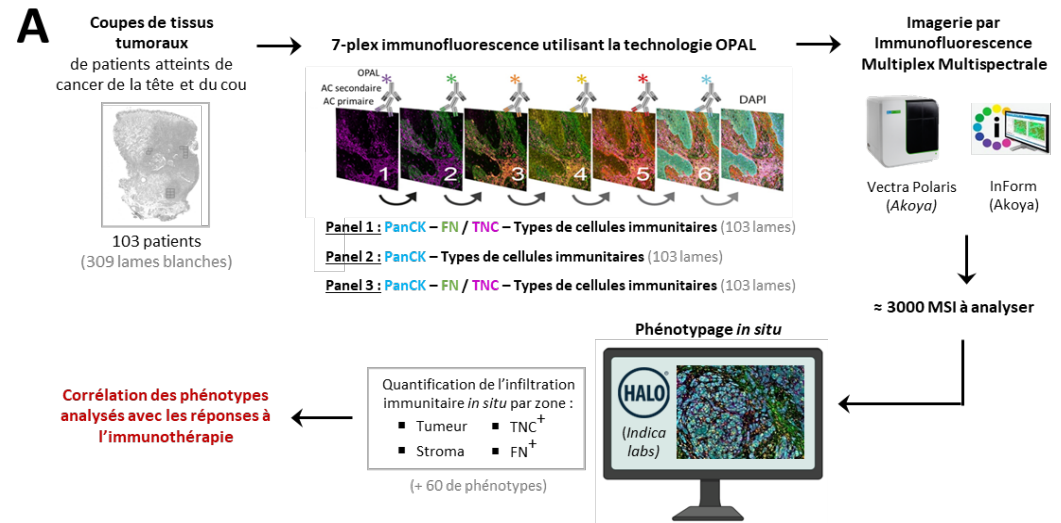 A
Coupes de tissus
tumoraux
de patients atteints de
cancer de la tête et du cou
103 patients
(309 lames blanches)
7-plex immunofluorescence utilisant la technologie OPAL
OPAL
AC secondaire
AC primaire
DAPI
1
2
3
4
5
6
Panel 1 : PanCK – FN / TNC – Types de cellules immunitaires (103 lames)
Panel 2 : PanCK – Types de cellules immunitaires (103 lames)
Panel 3 : PanCK – FN / TNC – Types de cellules immunitaires (103 lames)
Imagerie par
Immunofluorescence
Multiplex Multispectrale
i
Vectra Polaris
(Akoya)
InForm
(Akoya)
≈ 3000 MSI à analyser
Phénotypage in situ
HALO
(Indica
labs)
Quantification de l’infiltration
immunitaire in situ par zone :
▪ Tumeur ▪ TNC+
▪ Stroma ▪ FN+
(+ 60 de phénotypes)
Corrélation des phénotypes
analysés avec les réponses à
l’immunothérapie